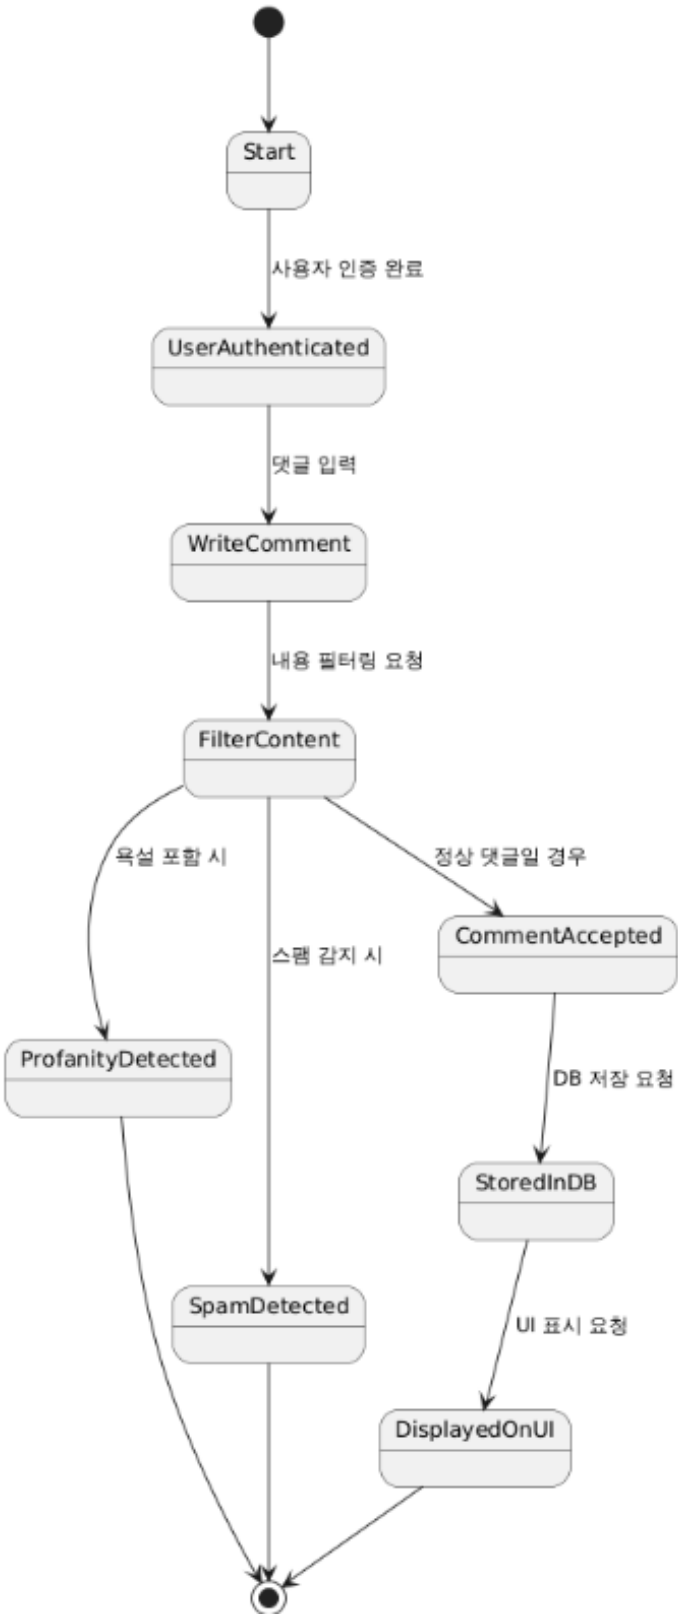 Start
사용자 인증 완료
UserAuthenticated
댓글 입력
WriteComment
내용 필터링 요청
FilterContent
욕설 포함 시
정상 댓글일 경우
스팸 감지 시
CommentAccepted
ProfanityDetected
DB 저장 요청
StoredInDB
SpamDetected
UI 표시 요청
DisplayedOnUI